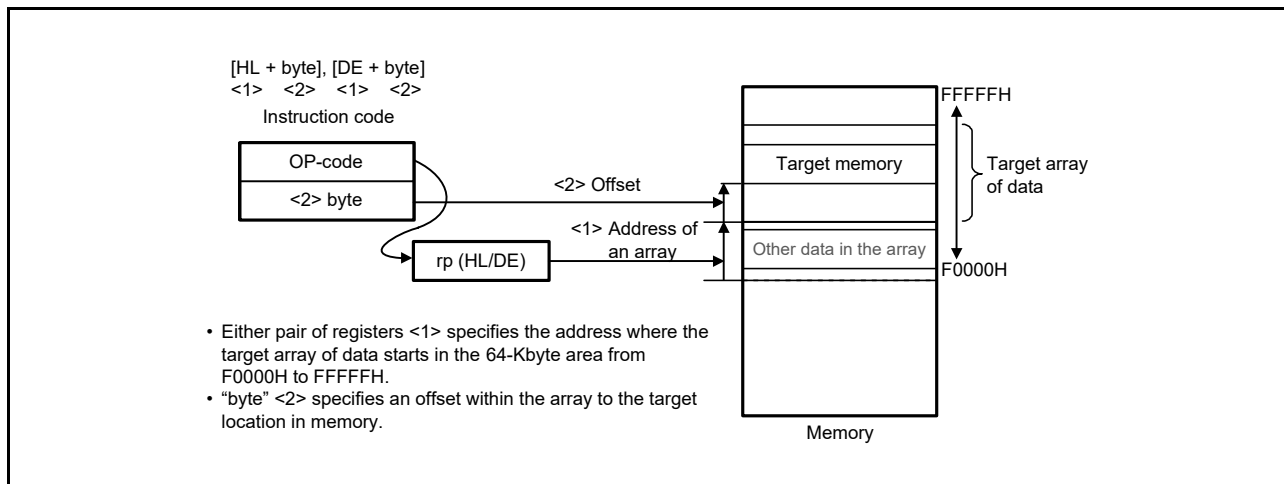 [HL + byte], [DE + byte]
<1> <2> <1> <2>
Instruction code
OP-code
<2> byte
rp (HL/DE)
<2> Offset
<1> Address of
an array
FFFFFH
Target memory
Target array
of data
Other data in the array
F0000H
Memory
• Either pair of registers <1> specifies the address where the
target array of data starts in the 64-Kbyte area from
F0000H to FFFFFH.
• “byte” <2> specifies an offset within the array to the target
location in memory.